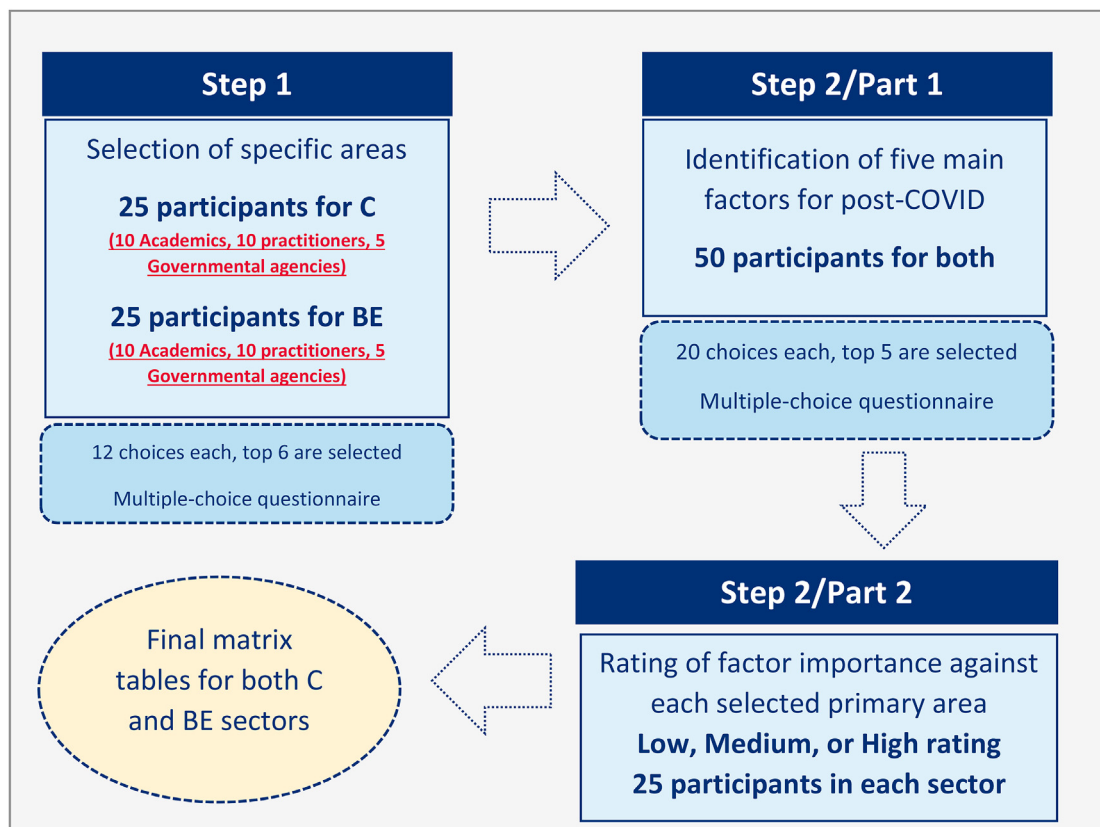 Step 1
Selection of specific areas
25 participants for C
(10 Academics, 10 practitioners, 5
Governmental agencies)
25 participants for BE
(10 Academics, 10 practitioners, 5
Governmental agencies)
12 choices each, top 6 are selected
Multiple-choice questionnaire
Step 2/Part 1
Identification of five main
factors for post-COVID
50 participants for both
20 choices each, top 5 are selected
Multiple-choice questionnaire
Step 2/Part 2
Rating of factor importance against
each selected primary area
Low, Medium, or High rating
25 participants in each sector
Final matrix
tables for both C
and BE sectors